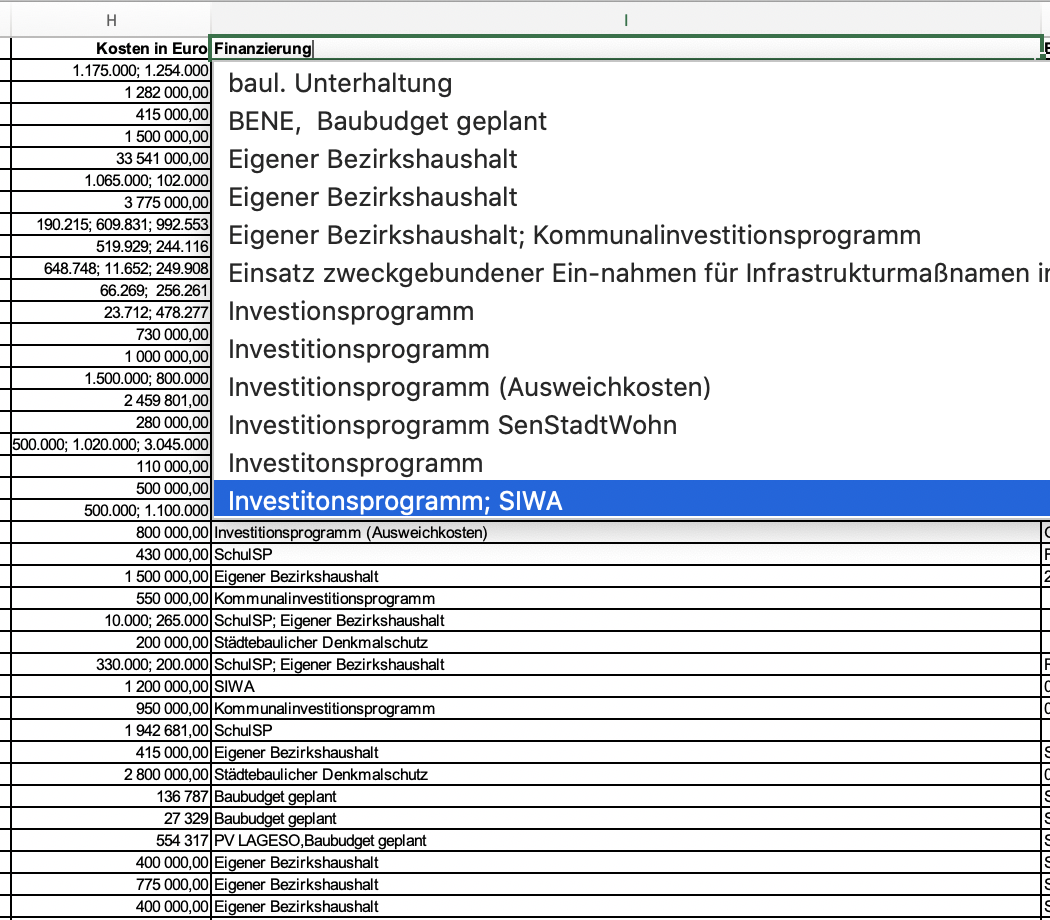 H I
Kosten in Euro Finanzierung
1.175.000; 1.254.000
1 282 000,00
415 000,00
1 500 000,00
33 541 000,00
1.065.000; 102.000
3 775 000,00
190.215; 609.831; 992.553
519.929; 244.116
648.748; 11.652; 249.908
66.269;  256.261
23.712; 478.277
730 000,00
1 000 000,00
1.500.000; 800.000
2 459 801,00
280 000,00
500.000; 1.020.000; 3.045.000
110 000,00
500 000,00
500.000; 1.100.000
baul. Unterhaltung
BENE,  Baubudget geplant
Eigener Bezirkshaushalt
Eigener Bezirkshaushalt
Eigener Bezirkshaushalt; Kommunalinvestitionsprogramm
Einsatz zweckgebundener Ein-nahmen für Infrastrukturmaßnamen
Investionsprogramm
Investitionsprogramm
Investitionsprogramm (Ausweichkosten)
Investitionsprogramm SenStadtWohn
Investitonsprogramm
Investitonsprogramm; SIWA
800 000,00 Investitionsprogramm (Ausweichkosten)
430 000,00 SchulSP
1 500 000,00 Eigener Bezirkshaushalt
550 000,00 Kommunalinvestitionsprogramm
10.000; 265.000 SchulSP; Eigener Bezirkshaushalt
200 000,00 Städtebaulicher Denkmalschutz
330.000; 200.000 SchulSP; Eigener Bezirkshaushalt
1 200 000,00 SIWA
950 000,00 Kommunalinvestitionsprogramm
1 942 681,00 SchulSP
415 000,00 Eigener Bezirkshaushalt
2 800 000,00 Städtebaulicher Denkmalschutz
136 787 Baubudget geplant
27 329 Baubudget geplant
554 317 PV LAGESO,Baubudget geplant
400 000,00 Eigener Bezirkshaushalt
775 000,00 Eigener Bezirkshaushalt
400 000,00 Eigener Bezirkshaushalt